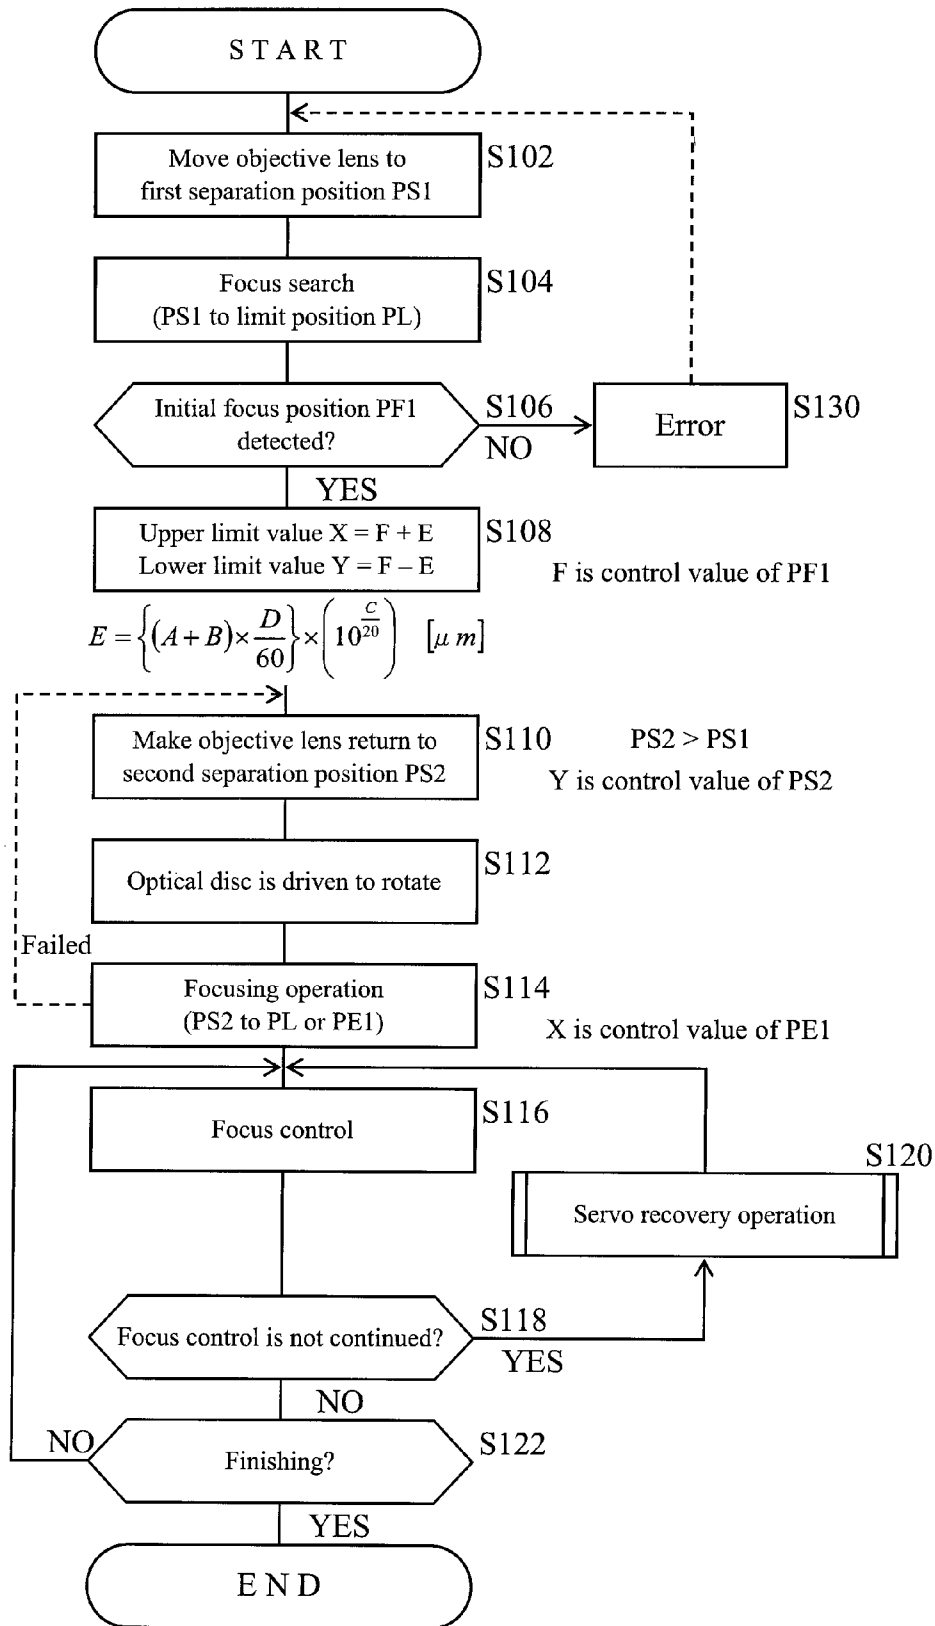 START
Move objective lens to
first separation position PS1
S102
Focus search
(PS1 to limit position PL)
S104
Initial focus position PF1
detected?
S106
NO
Error
S130
YES
Upper limit value X = F + E
Lower limit value Y = F − E
S108
F is control value of PF1
E = {(A + B) × D/60} × (10^(C/20)) [μ m]
Make objective lens return to
second separation position PS2
S110
PS2 > PS1
Y is control value of PS2
Optical disc is driven to rotate
S112
Failed
Focusing operation
(PS2 to PL or PE1)
S114
X is control value of PE1
Focus control
S116
S120
Servo recovery operation
Focus control is not continued?
S118
YES
NO
NO
Finishing?
S122
YES
END